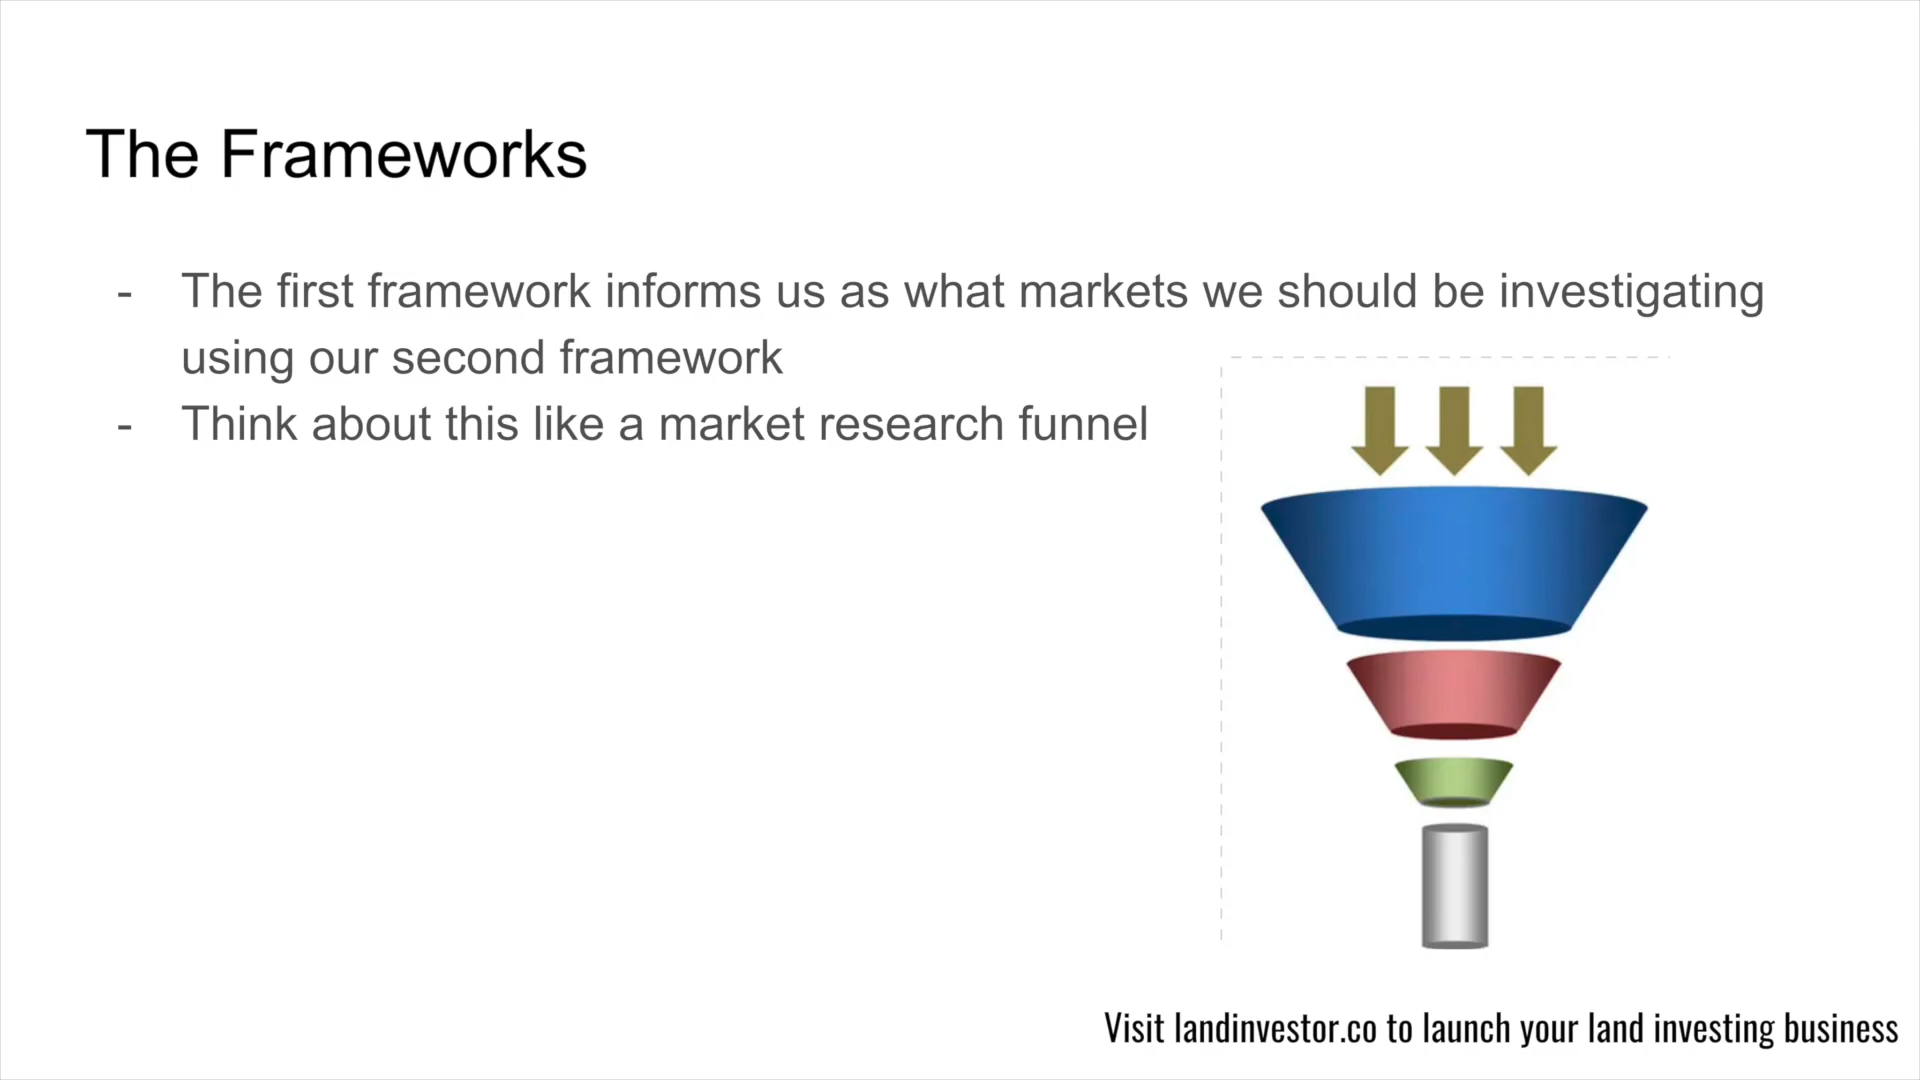 The Frameworks
- The first framework informs us as what markets we should be investigating
using our second framework
- Think about this like a market research funnel
Visit landinvestor.co to launch your land investing business